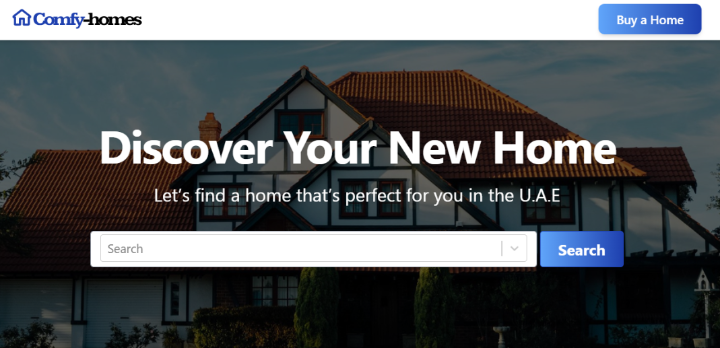 Comfy-homes
Buy a Home
Discover Your New Home
Let's find a home that's perfect for you in the U.A.E
Search
Search